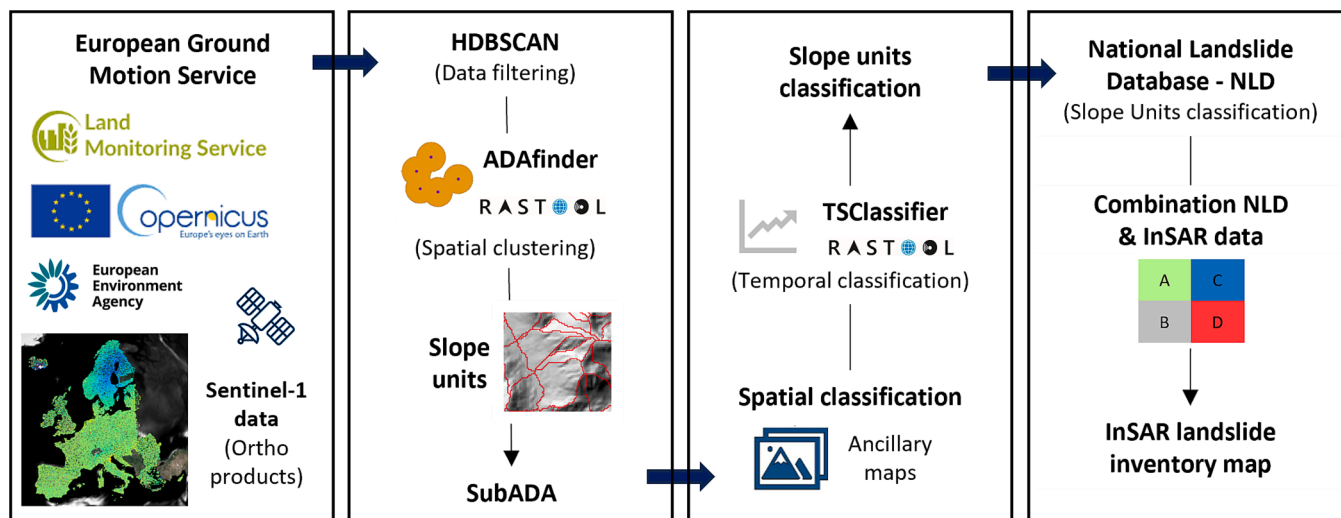 European Ground
Motion Service
Land
Monitoring Service
opernicus
Europe's eyes on Earth
European
Environment
Agency
Sentinel-1
data
(Ortho
products)
HDBSCAN
(Data filtering)
ADAfinder
RASTOOL
(Spatial clustering)
Slope
units
SubADA
Slope units
classification
TSClassifier
RASTOOL
(Temporal classification)
Spatial classification
Ancillary
maps
National Landslide
Database - NLD
(Slope Units classification)
Combination NLD
& InSAR data
A C
B D
InSAR landslide
inventory map